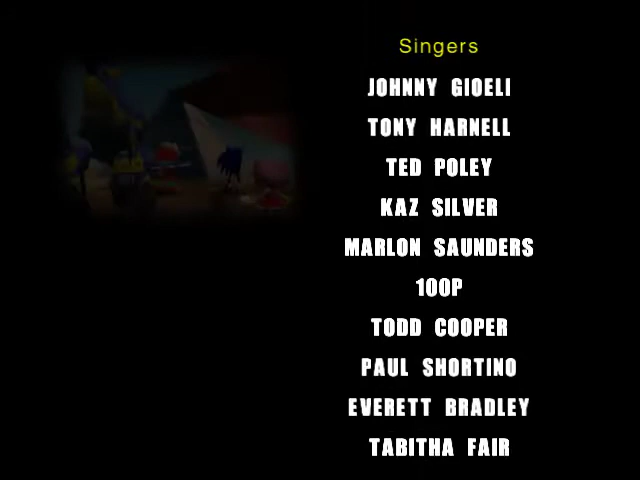 Singers
JOHNNY GIOELI
TONY HARNELL
TED POLEY
KAZ SILVER
MARLON SAUNDERS
100P
TODD COOPER
PAUL SHORTINO
EVERETT BRADLEY
TABITHA FAIR